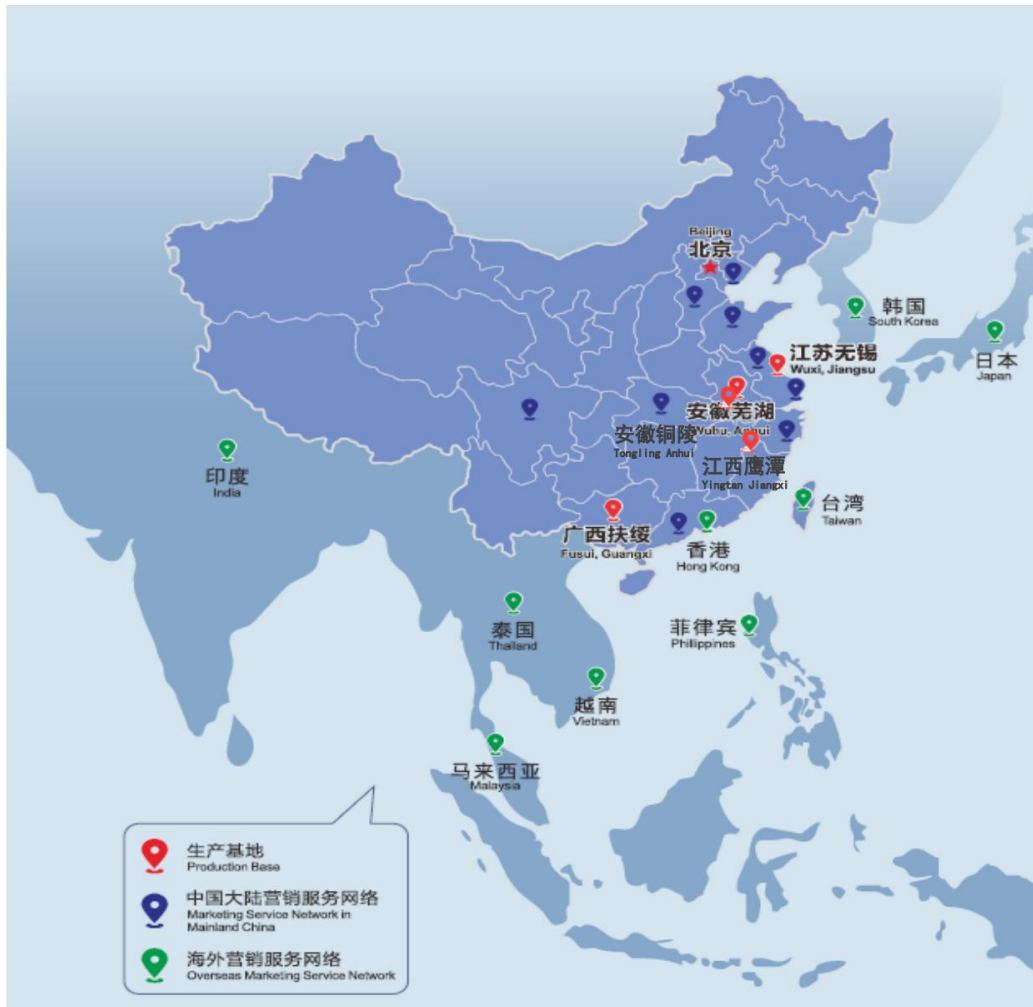 Beijing
北京
韩国
South Korea
江苏无锡
Wuxi, Jiangsu
日本
Japan
安徽芜湖
Wuhu, Anhui
安徽铜陵
Tongling Anhui
江西鹰潭
Yingtan Jiangxi
印度
India
台湾
Taiwan
广西扶绥
Fusui, Guangxi
香港
Hong Kong
泰国
Thailand
菲律宾
Phillippines
越南
Vietnam
马来西亚
Malaysia
生产基地
Production Base
中国大陆营销服务网络
Marketing Service Network in
Mainland China
海外营销服务网络
Overseas Marketing Service Network